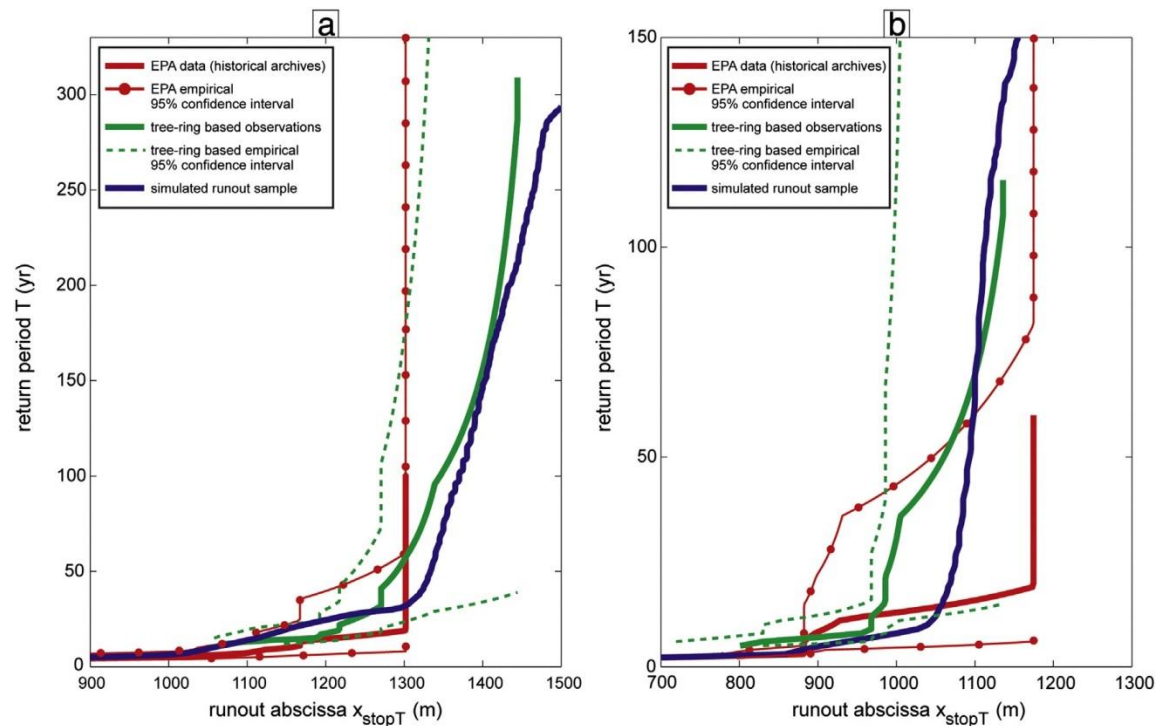 a
EPA data (historical archives)
EPA empirical
95% confidence interval
tree-ring based observations
tree-ring based empirical
95% confidence interval
simulated runout sample
return period T (yr)
300
250
200
150
100
50
0
900 1000 1100 1200 1300 1400 1500
runout abscissa x_stopT (m)
b
EPA data (historical archives)
EPA empirical
95% confidence interval
tree-ring based observations
tree-ring based empirical
95% confidence interval
simulated runout sample
return period T (yr)
150
100
50
0
700 800 900 1000 1100 1200 1300
runout abscissa x_stopT (m)